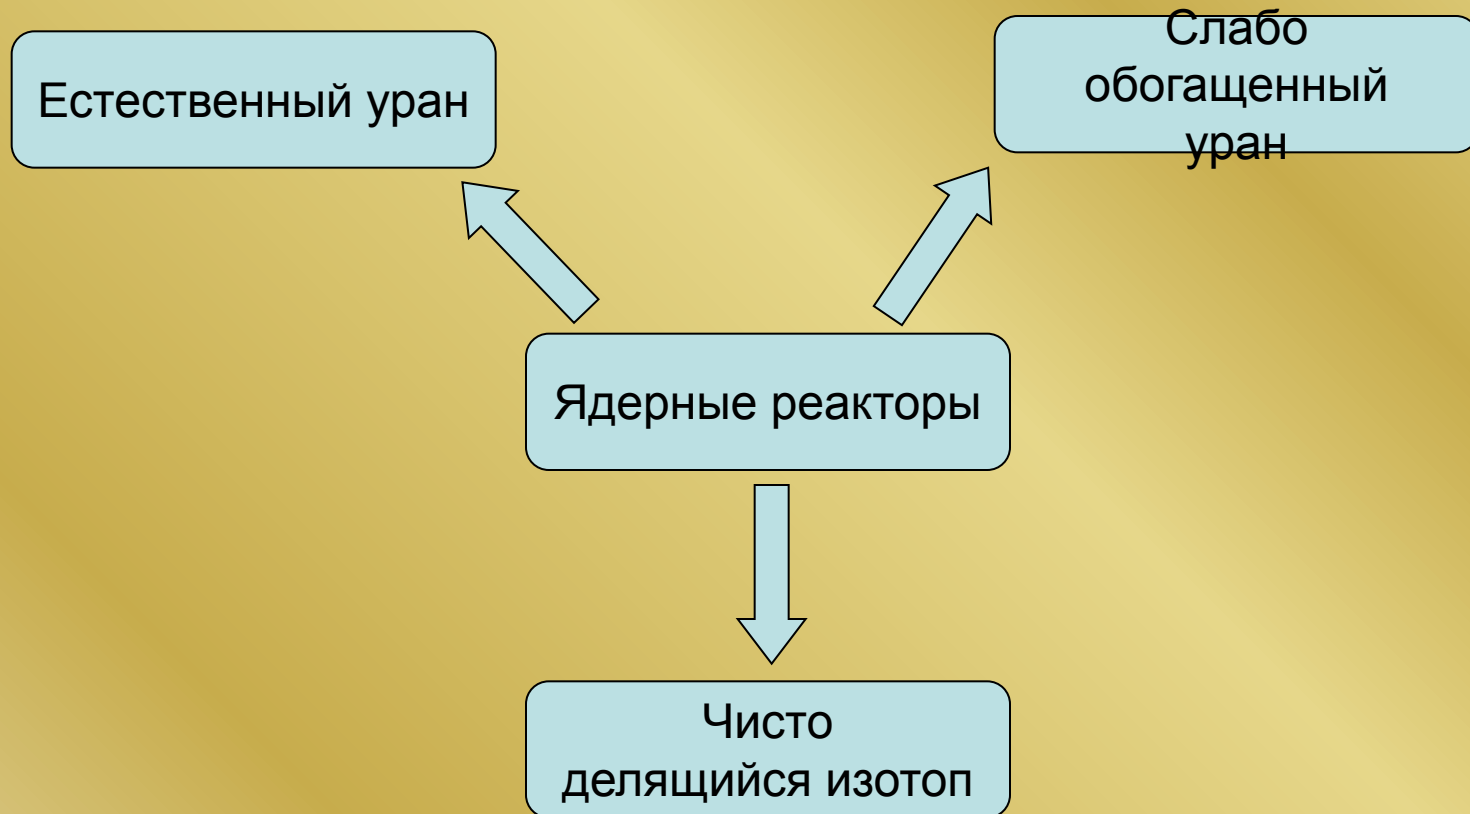 Естественный уран
Слабо
обогащенный
уран
Ядерные реакторы
Чисто
делящийся изотоп